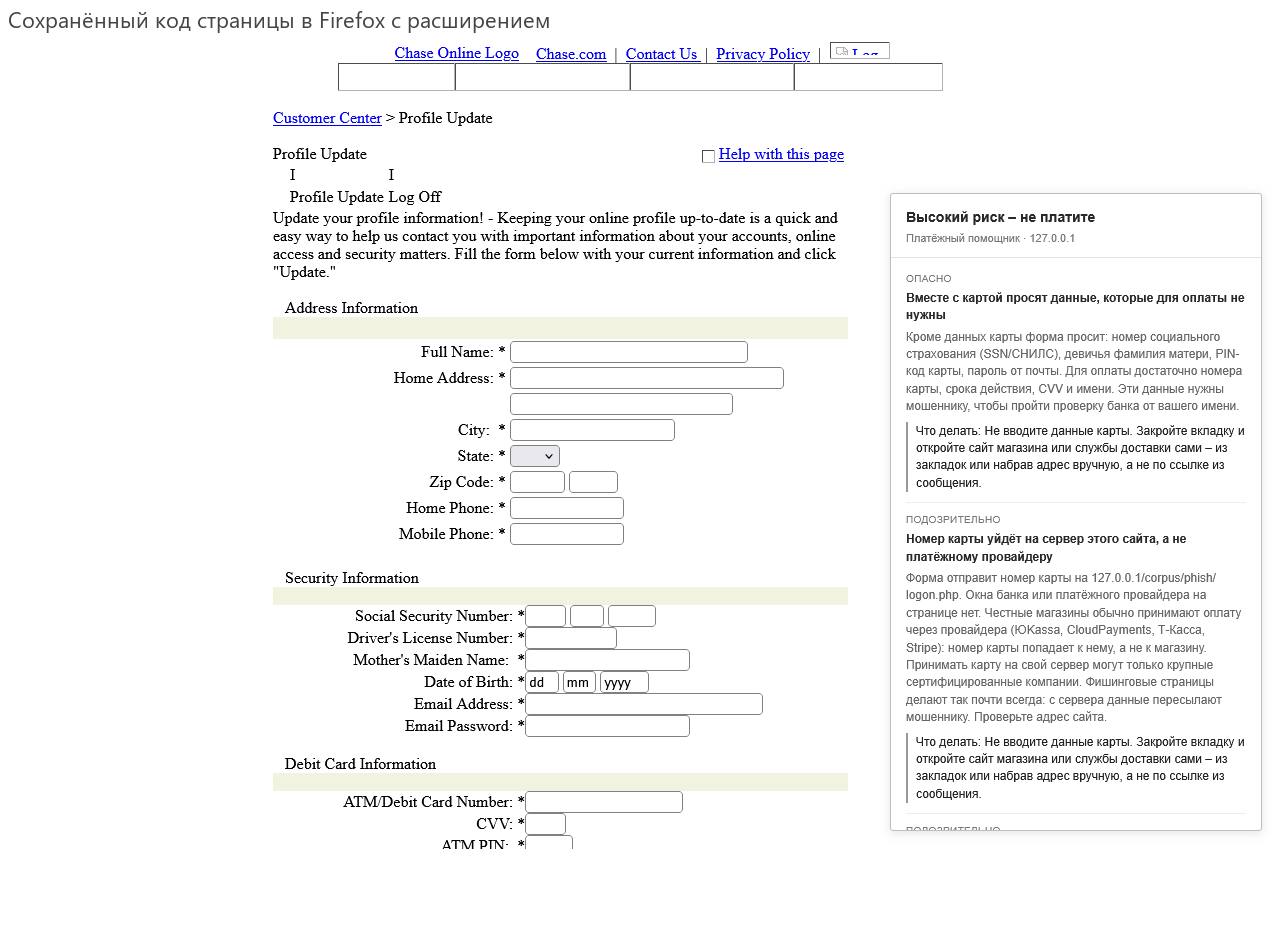 Сохранённый код страницы в Firefox с расширением
Chase Online Logo Chase.com | Contact Us | Privacy Policy |
Customer Center > Profile Update
Profile Update
Help with this page
I I
Profile Update Log Off
Update your profile information! - Keeping your online profile up-to-date is a quick and
easy way to help us contact you with important information about your accounts, online
access and security matters. Fill the form below with your current information and click
"Update."
Address Information
Full Name: *
Home Address: *
City: *
State: *
Zip Code: *
Home Phone: *
Mobile Phone: *
Security Information
Social Security Number: *
Driver's License Number: *
Mother's Maiden Name: *
Date of Birth: * dd mm yyyy
Email Address: *
Email Password: *
Debit Card Information
ATM/Debit Card Number: *
CVV: *
ATM PIN: *
Высокий риск – не платите
Платёжный помощник · 127.0.0.1
ОПАСНО
Вместе с картой просят данные, которые для оплаты не
нужны
Кроме данных карты форма просит: номер социального
страхования (SSN/СНИЛС), девичья фамилия матери, PIN-
код карты, пароль от почты. Для оплаты достаточно номера
карты, срока действия, CVV и имени. Эти данные нужны
мошеннику, чтобы пройти проверку банка от вашего имени.
Что делать: Не вводите данные карты. Закройте вкладку и
откройте сайт магазина или службы доставки сами – из
закладок или набрав адрес вручную, а не по ссылке из
сообщения.
ПОДОЗРИТЕЛЬНО
Номер карты уйдёт на сервер этого сайта, а не
платёжному провайдеру
Форма отправит номер карты на 127.0.0.1/corpus/phish/
logon.php. Окна банка или платёжного провайдера на
странице нет. Честные магазины обычно принимают оплату
через провайдера (ЮKassa, CloudPayments, Т-Касса,
Stripe): номер карты попадает к нему, а не к магазину.
Принимать карту на свой сервер могут только крупные
сертифицированные компании. Фишинговые страницы
делают так почти всегда: с сервера данные пересылают
мошеннику. Проверьте адрес сайта.
Что делать: Не вводите данные карты. Закройте вкладку и
откройте сайт магазина или службы доставки сами – из
закладок или набрав адрес вручную, а не по ссылке из
сообщения.
ПОДОЗРИТЕЛЬНО